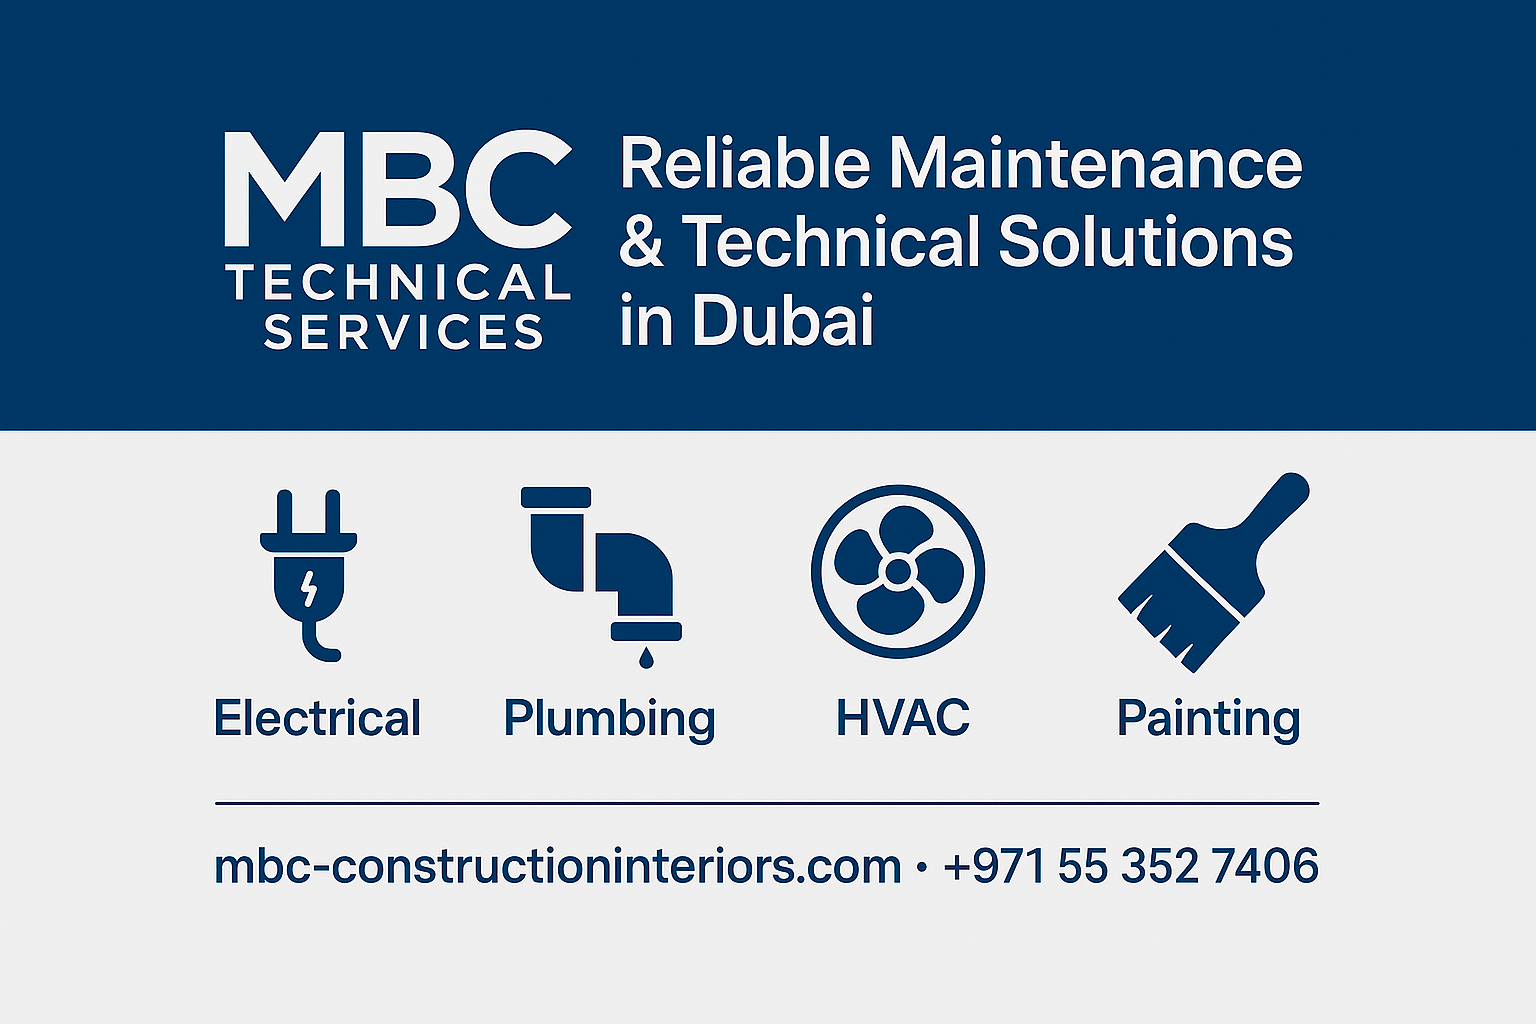 MBC
TECHNICAL
SERVICES
Reliable Maintenance
& Technical Solutions
in Dubai
Electrical
Plumbing
HVAC
Painting
mbc-constructioninteriors.com • +971 55 352 7406